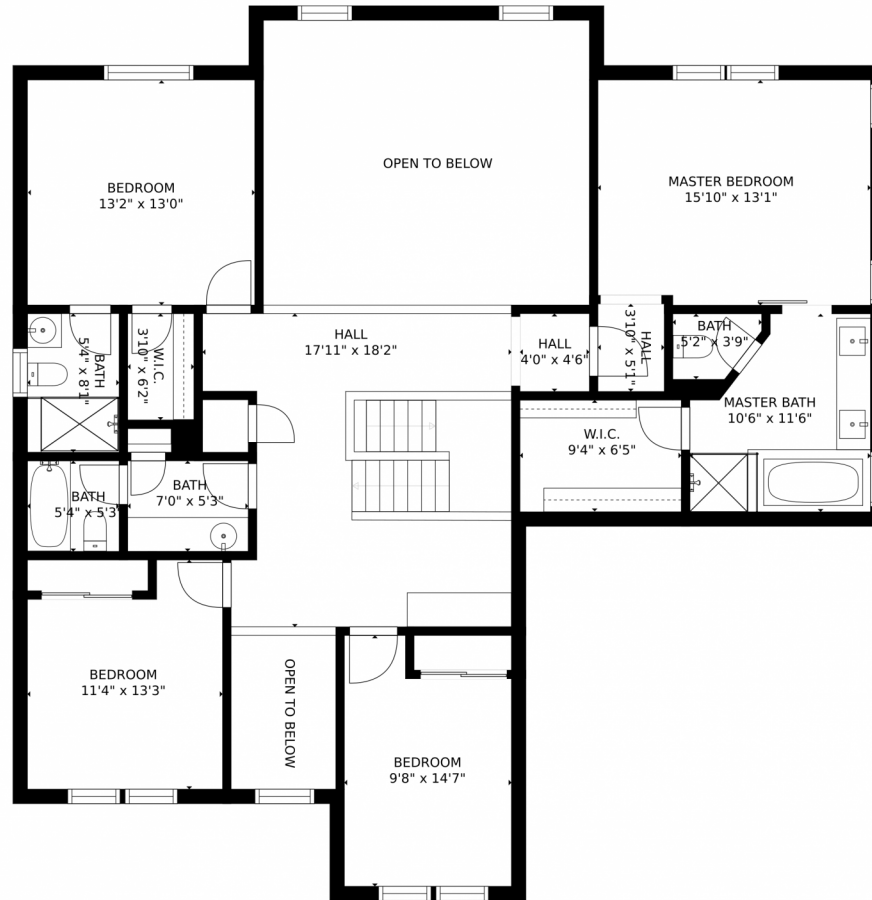 OPEN TO BELOW
BEDROOM
13'2" x 13'0"
MASTER BEDROOM
15'10" x 13'1"
HALL
17'11" x 18'2"
HALL
4'0" x 4'6"
HALL
3'10" x 5'1"
BATH
5'2" x 3'9"
BATH
5'4" x 8'1"
W.I.C.
3'10" x 6'2"
MASTER BATH
10'6" x 11'6"
W.I.C.
9'4" x 6'5"
BATH
5'4" x 5'3"
BATH
7'0" x 5'3"
BEDROOM
11'4" x 13'3"
OPEN TO BELOW
BEDROOM
9'8" x 14'7"